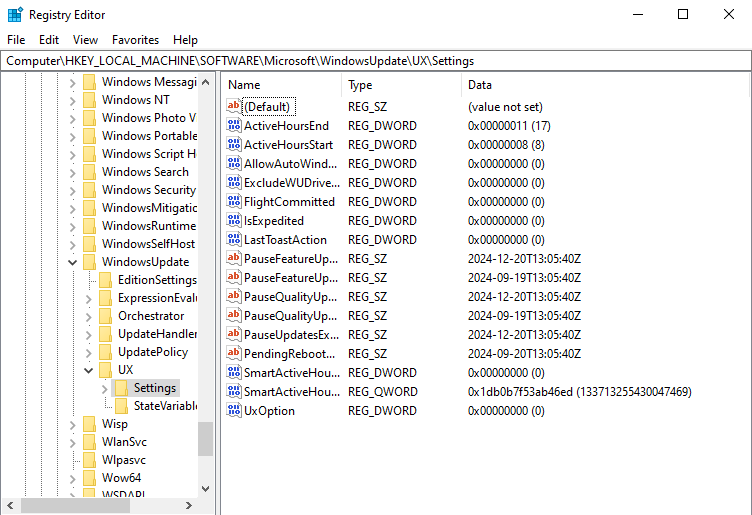 Registry Editor
File Edit View Favorites Help
Computer\HKEY_LOCAL_MACHINE\SOFTWARE\Microsoft\WindowsUpdate\UX\Settings
Windows Messagi
Windows NT
Windows Photo V
Windows Portable
Windows Script H
Windows Search
Windows Security
WindowsMitigatic
WindowsRuntime
WindowsSelfHost
WindowsUpdate
EditionSettings
ExpressionEvalu
Orchestrator
UpdateHandler
UpdatePolicy
UX
Settings
StateVariable
Wisp
WlanSvc
Wlpasvc
Wow64
WSDAPI
Name Type Data
(Default) REG_SZ (value not set)
ActiveHoursEnd REG_DWORD 0x00000011 (17)
ActiveHoursStart REG_DWORD 0x00000008 (8)
AllowAutoWind... REG_DWORD 0x00000000 (0)
ExcludeWUDrive... REG_DWORD 0x00000000 (0)
FlightCommitted REG_DWORD 0x00000000 (0)
IsExpedited REG_DWORD 0x00000000 (0)
LastToastAction REG_DWORD 0x00000000 (0)
PauseFeatureUp... REG_SZ 2024-12-20T13:05:40Z
PauseFeatureUp... REG_SZ 2024-09-19T13:05:40Z
PauseQualityUp... REG_SZ 2024-12-20T13:05:40Z
PauseQualityUp... REG_SZ 2024-09-19T13:05:40Z
PauseUpdatesEx... REG_SZ 2024-12-20T13:05:40Z
PendingReboot... REG_SZ 2024-09-20T13:05:40Z
SmartActiveHou... REG_DWORD 0x00000000 (0)
SmartActiveHou... REG_QWORD 0x1db0b7f53ab46ed (133713255430047469)
UxOption REG_DWORD 0x00000000 (0)